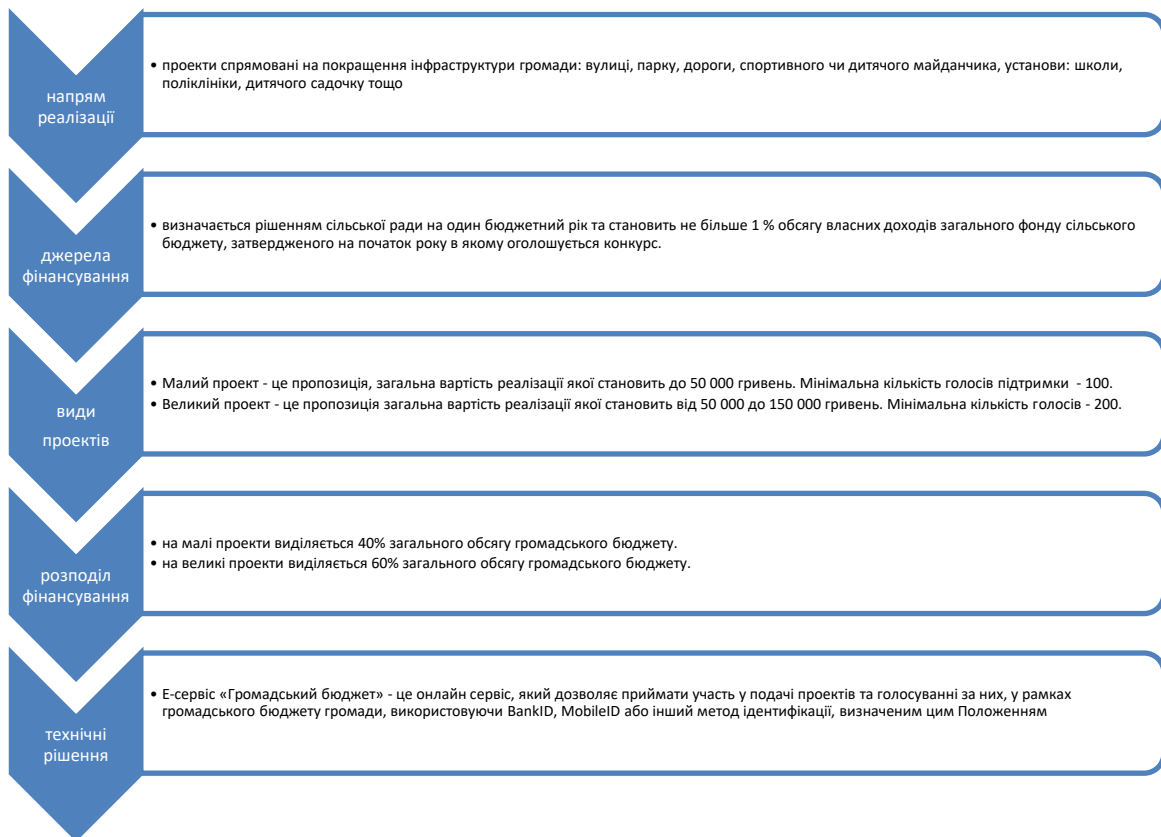 напрям
реалізації
• проекти спрямовані на покращення інфраструктури громади: вулиці, парку, дороги, спортивного чи дитячого майданчика, установи: школи,
поліклініки, дитячого садочку тощо
джерела
фінансування
• визначається рішенням сільської ради на один бюджетний рік та становить не більше 1 % обсягу власних доходів загального фонду сільського
бюджету, затвердженого на початок року в якому оголошується конкурс.
види
проектів
• Малий проект - це пропозиція, загальна вартість реалізації якої становить до 50 000 гривень. Мінімальна кількість голосів підтримки - 100.
• Великий проект - це пропозиція загальна вартість реалізації якої становить від 50 000 до 150 000 гривень. Мінімальна кількість голосів - 200.
розподіл
фінансування
• на малі проекти виділяється 40% загального обсягу громадського бюджету.
• на великі проекти виділяється 60% загального обсягу громадського бюджету.
технічні
рішення
• Е-сервіс «Громадський бюджет» - це онлайн сервіс, який дозволяє приймати участь у подачі проектів та голосуванні за них, у рамках
громадського бюджету громади, використовуючи BankID, MobileID або інший метод ідентифікації, визначеним цим Положенням